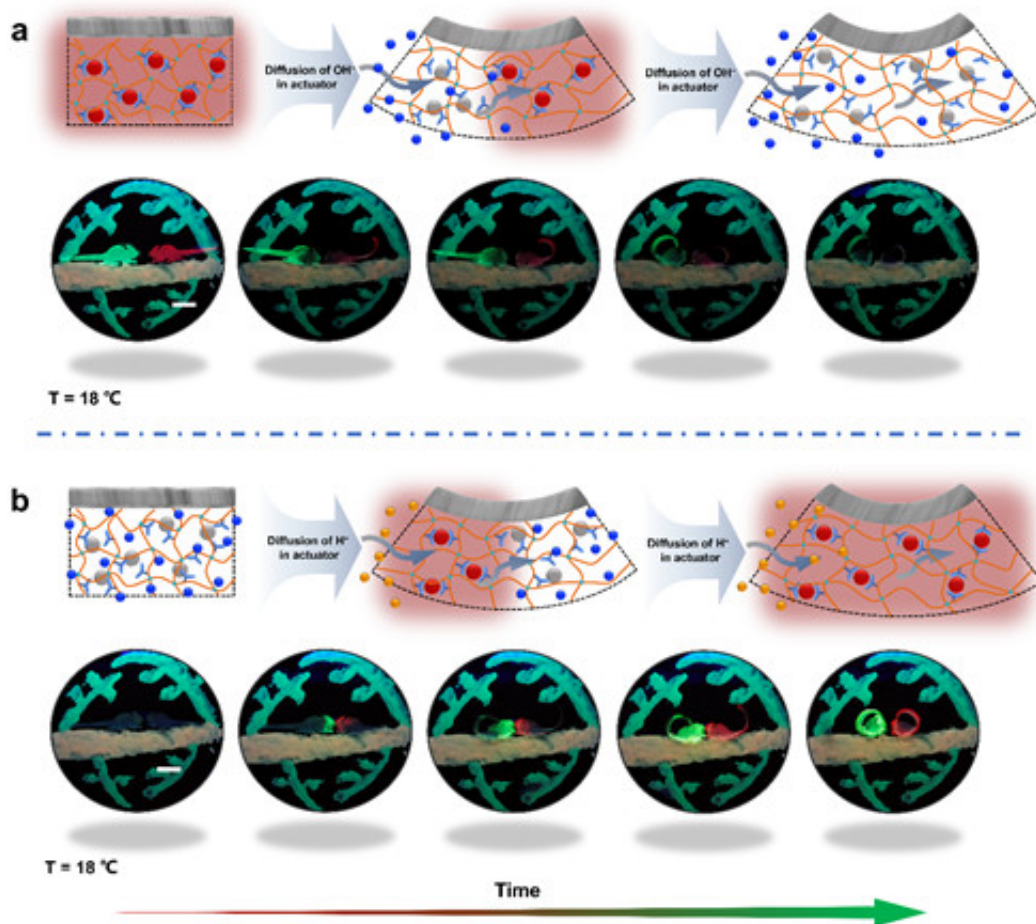 a
Diffusion of OH⁻
in actuator
Diffusion of OH⁻
in actuator
T = 18 ℃
b
Diffusion of H⁺
in actuator
Diffusion of H⁺
in actuator
T = 18 ℃
Time